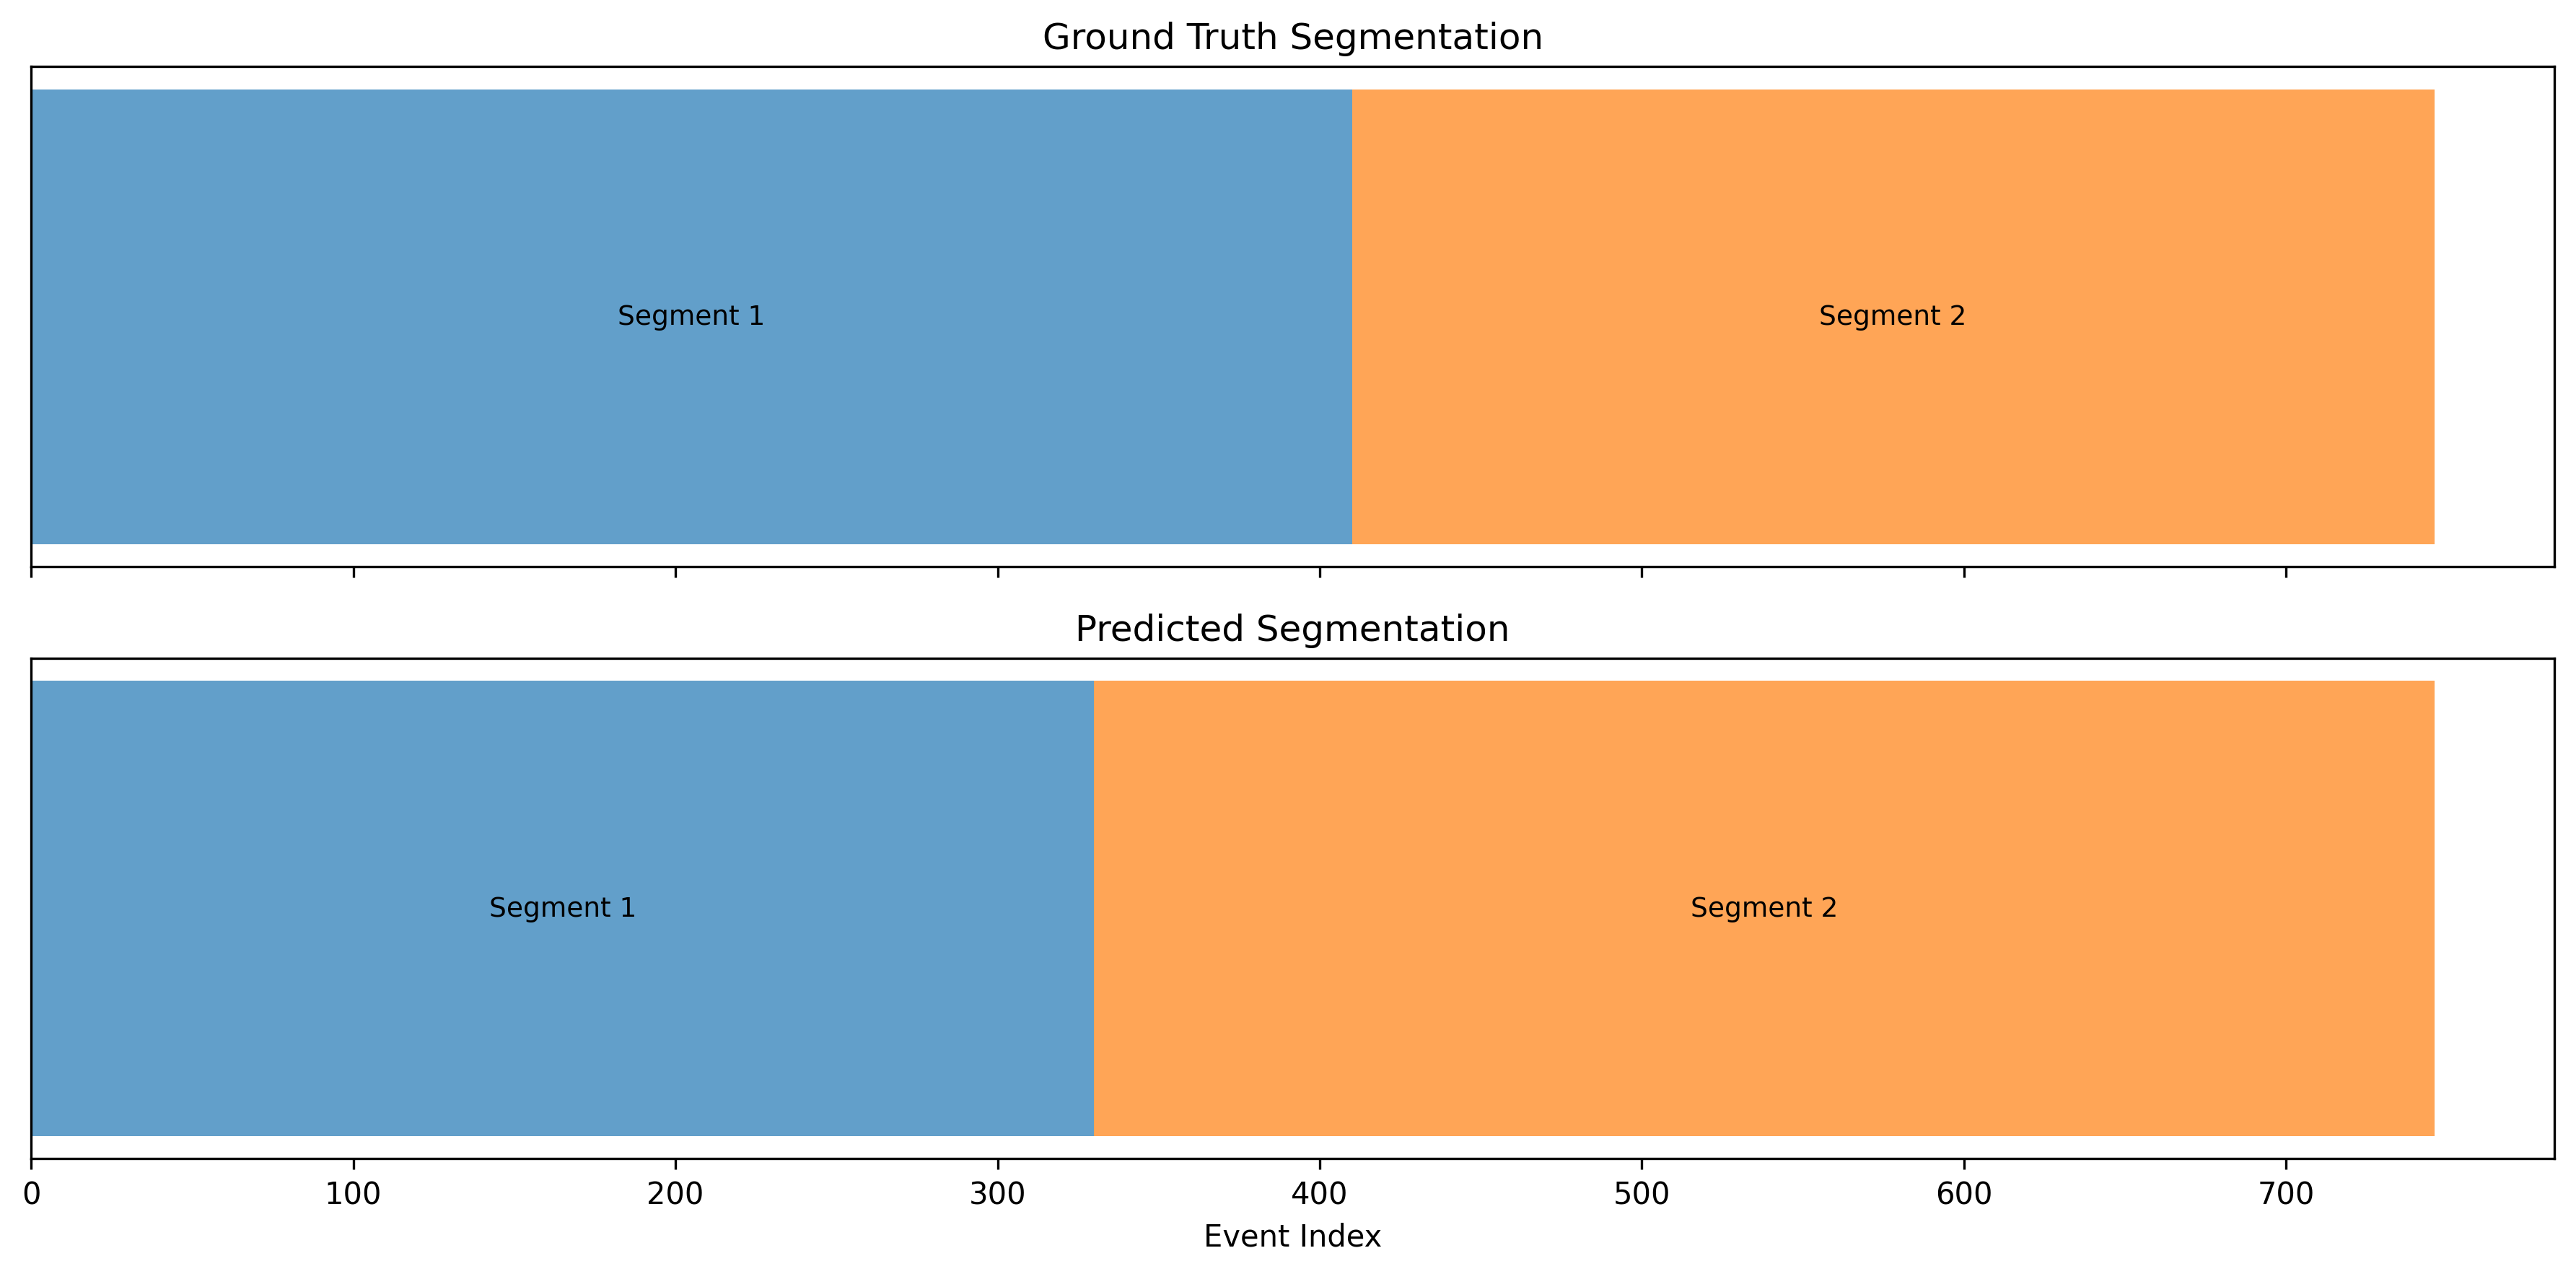 Ground Truth Segmentation
Segment 1 Segment 2
Predicted Segmentation
Segment 1 Segment 2
0 100 200 300 400 500 600 700
Event Index